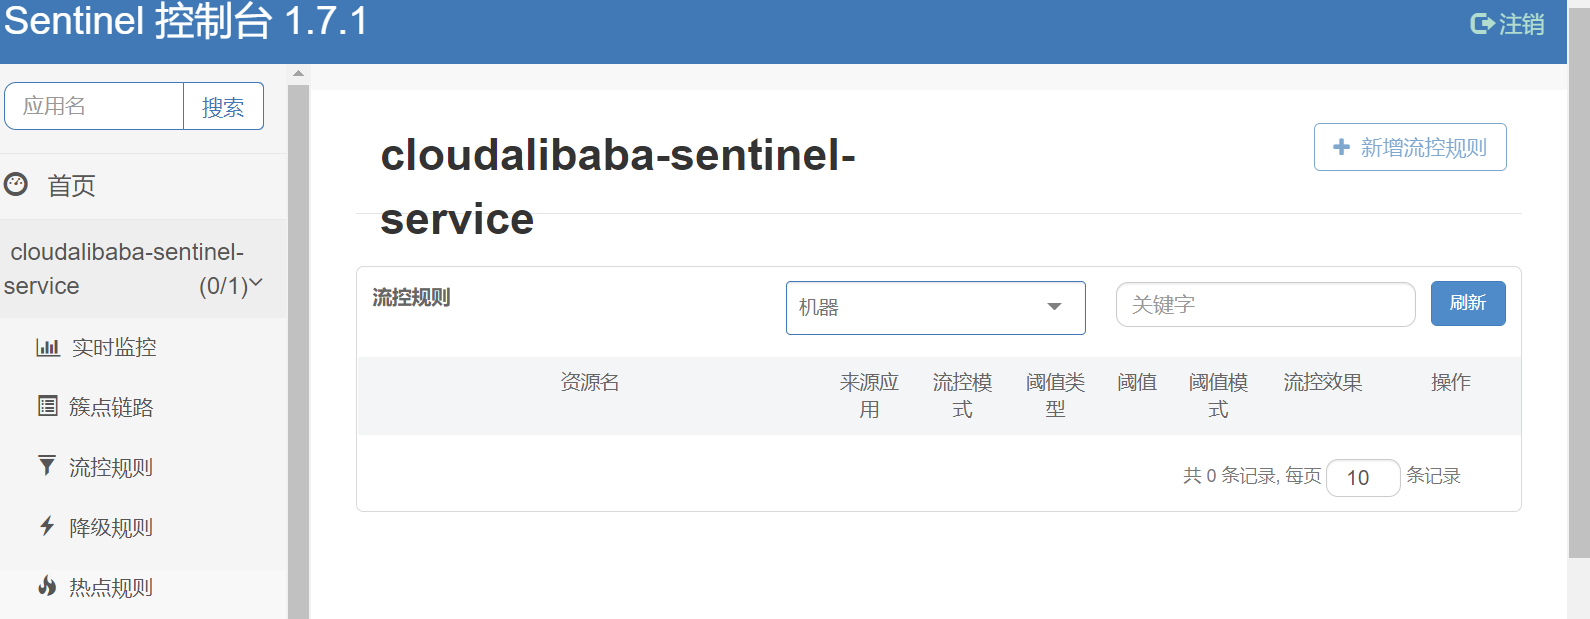 Sentinel 控制台 1.7.1
注销
应用名
搜索
首页
cloudalibaba-sentinel-
service (0/1)
实时监控
簇点链路
流控规则
降级规则
热点规则
cloudalibaba-sentinel-
service
新增流控规则
流控规则
机器
关键字
刷新
资源名 来源应用 流控模式 阈值类型 阈值 阈值模式 流控效果 操作
共 0 条记录, 每页 10 条记录